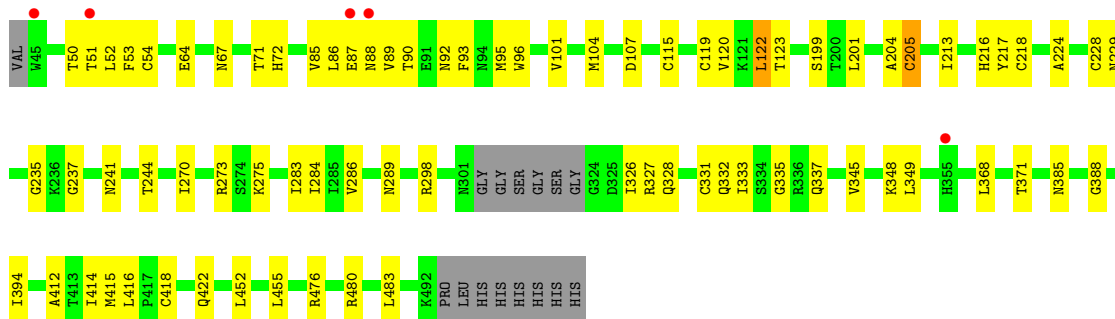 VAL W45 T50 T51 L52 F53 C54 E64 N67 T71 H72 V85 L86 E87 N88 V89 T90 E91 N92 F93 N94 M95 W96 V101 M104 D107 C115 C119 V120 K121 L122 T123 S199 T200 L201 A204 C205 I213 H216 Y217 C218 A224 C228 N229
G235 K236 G237 N241 T244 I270 R273 S274 K275 I283 I284 I285 V286 N289 R298 N301 GLY GLY SER GLY SER GLY G324 D325 I326 R327 Q328 C331 Q332 I333 S334 G335 R336 Q337 V345 K348 L349 H355 L368 T371 N385 G388
I394 A412 T413 I414 M415 L416 P417 C418 Q422 L452 L455 R476 R480 L483 K492 PRO LEU HIS HIS HIS HIS HIS HIS